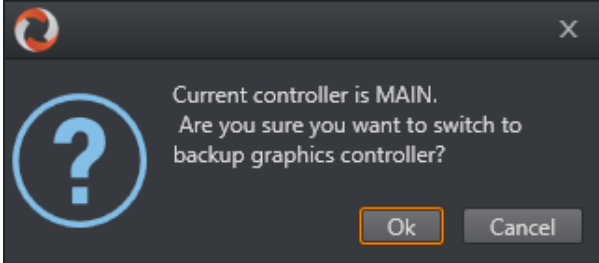 Current controller is MAIN.
Are you sure you want to switch to
backup graphics controller?
Ok
Cancel